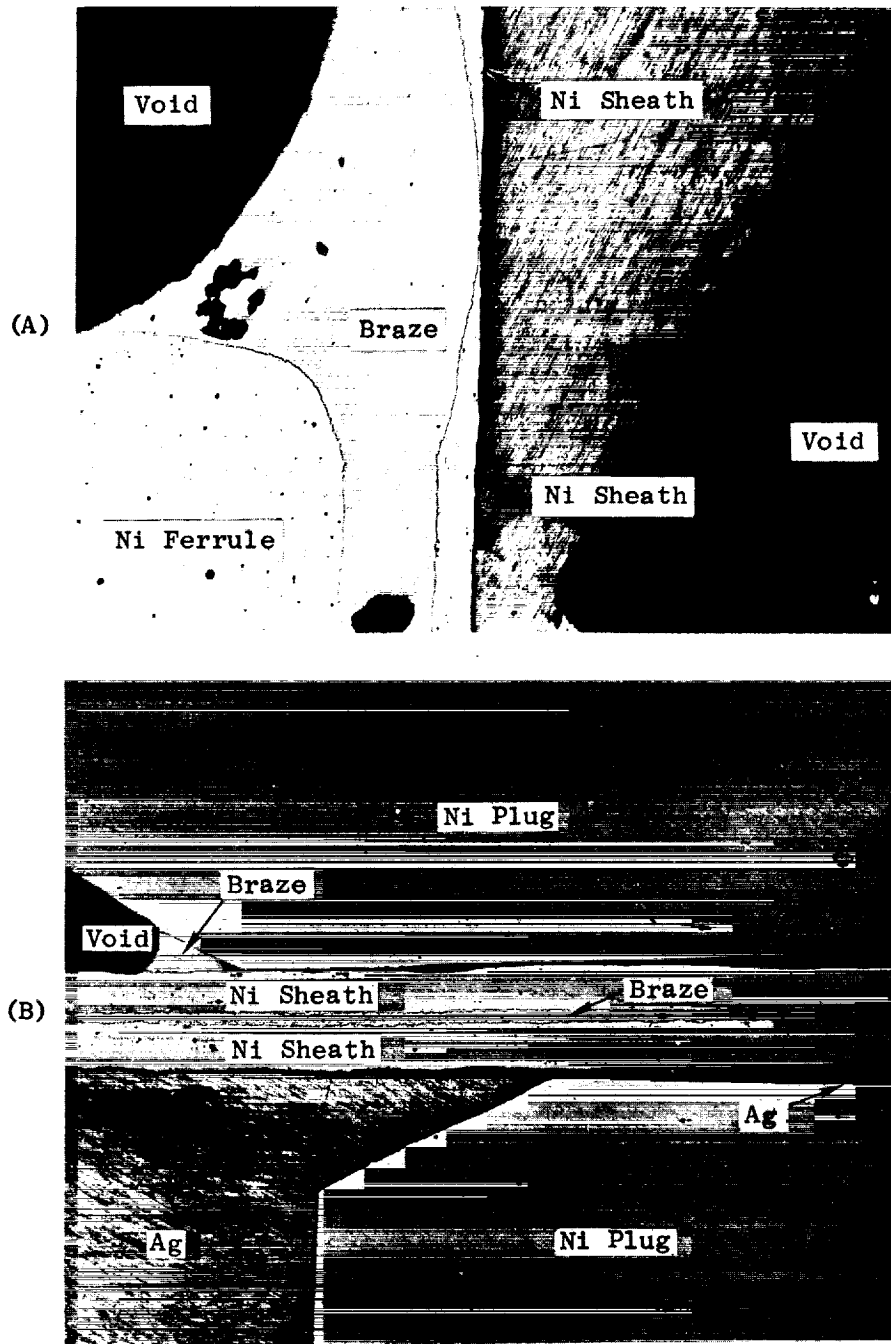 Void
Ni Sheath
(A)
Braze
Void
Ni Sheath
Ni Ferrule
Ni Plug
Braze
Void
Ni Sheath
Braze
(B)
Ni Sheath
Ag
Ag
Ni Plug